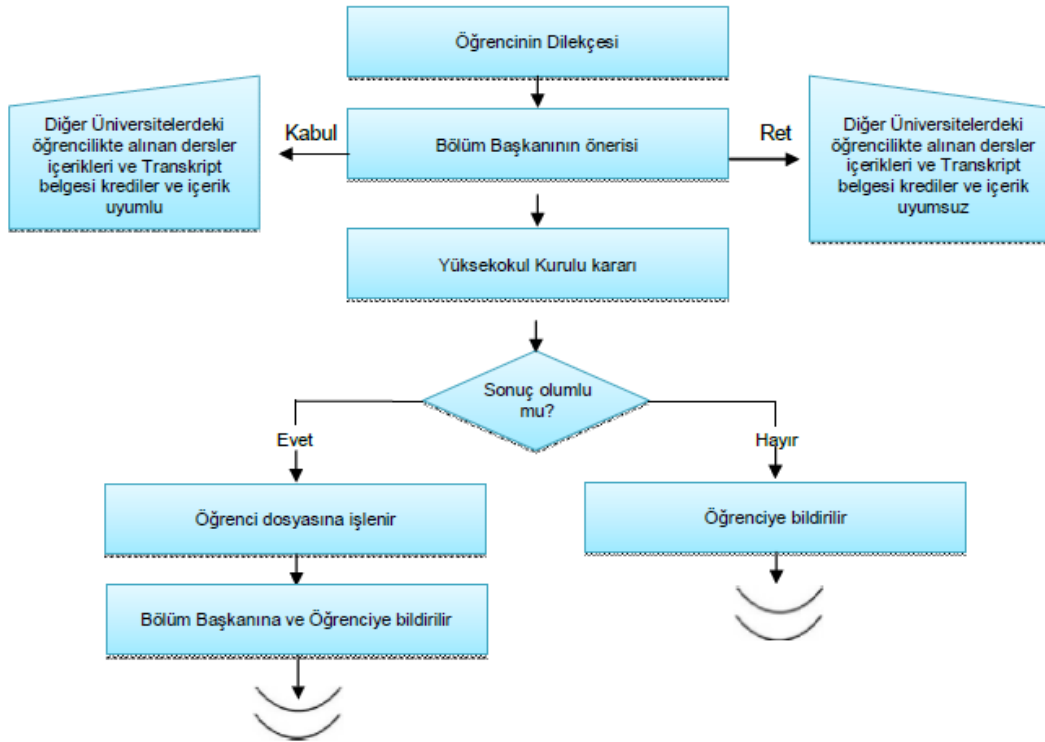 Öğrencinin Dilekçesi
Kabul
Bölüm Başkanının önerisi
Ret
Diğer Üniversitelerdeki
öğrencilikte alınan dersler
içerikleri ve Transkript
belgesi krediler ve içerik
uyumlu
Diğer Üniversitelerdeki
öğrencilikte alınan dersler
içerikleri ve Transkript
belgesi krediler ve içerik
uyumsuz
Yüksekokul Kurulu kararı
Sonuç olumlu
mu?
Evet
Hayır
Öğrenci dosyasına işlenir
Öğrenciye bildirilir
Bölüm Başkanına ve Öğrenciye bildirilir